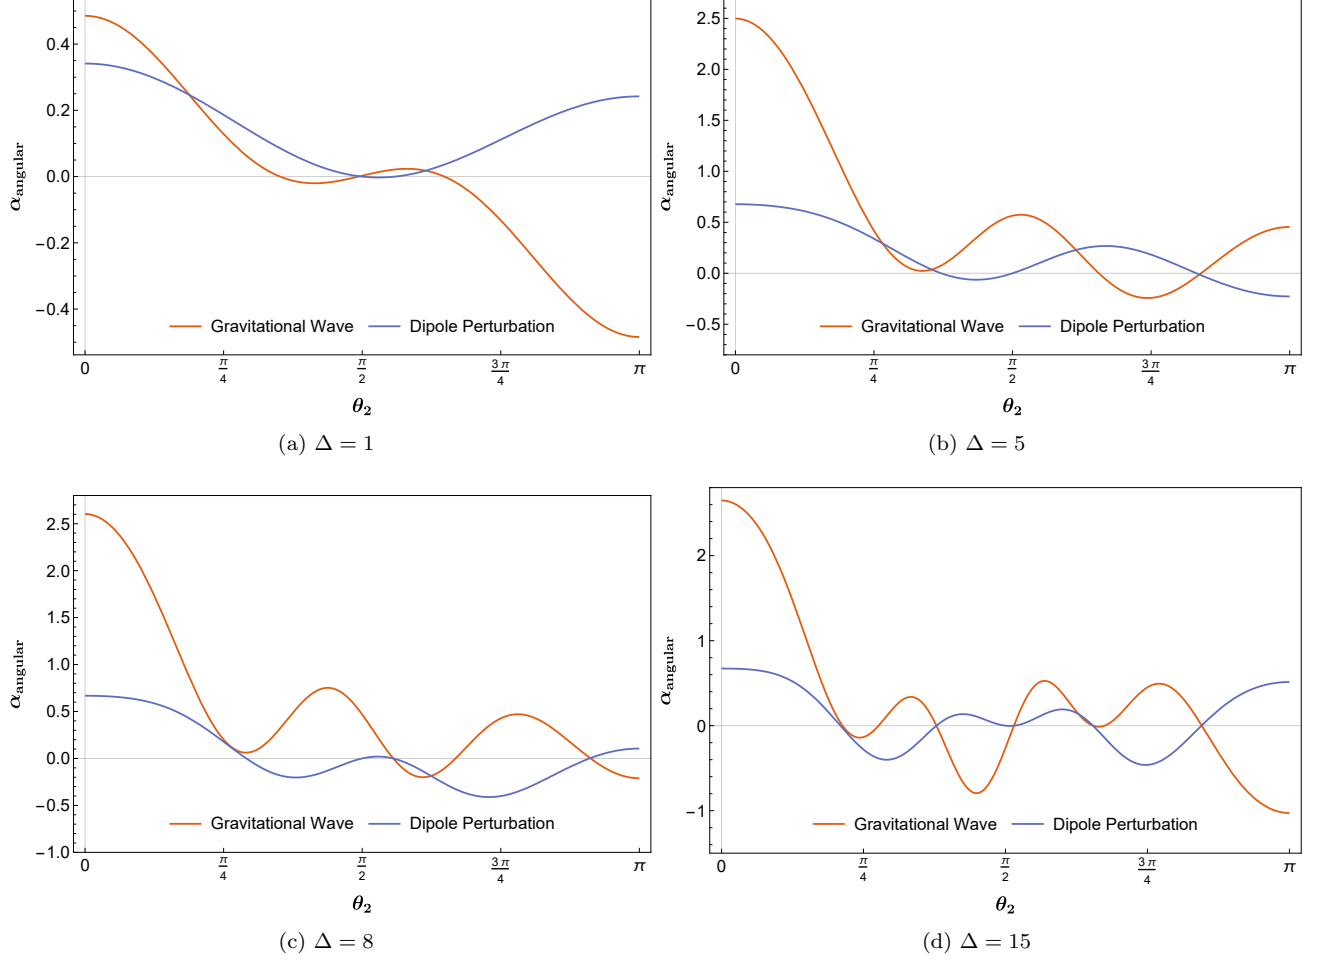 0.4
0.2
0.0
−0.2
−0.4
α angular
Gravitational Wave Dipole Perturbation
0 π/4 π/2 3π/4 π
θ₂
(a) Δ = 1
2.5
2.0
1.5
1.0
0.5
0.0
−0.5
α angular
Gravitational Wave Dipole Perturbation
0 π/4 π/2 3π/4 π
θ₂
(b) Δ = 5
2.5
2.0
1.5
1.0
0.5
0.0
−0.5
−1.0
α angular
Gravitational Wave Dipole Perturbation
0 π/4 π/2 3π/4 π
θ₂
(c) Δ = 8
2
1
0
−1
α angular
Gravitational Wave Dipole Perturbation
0 π/4 π/2 3π/4 π
θ₂
(d) Δ = 15